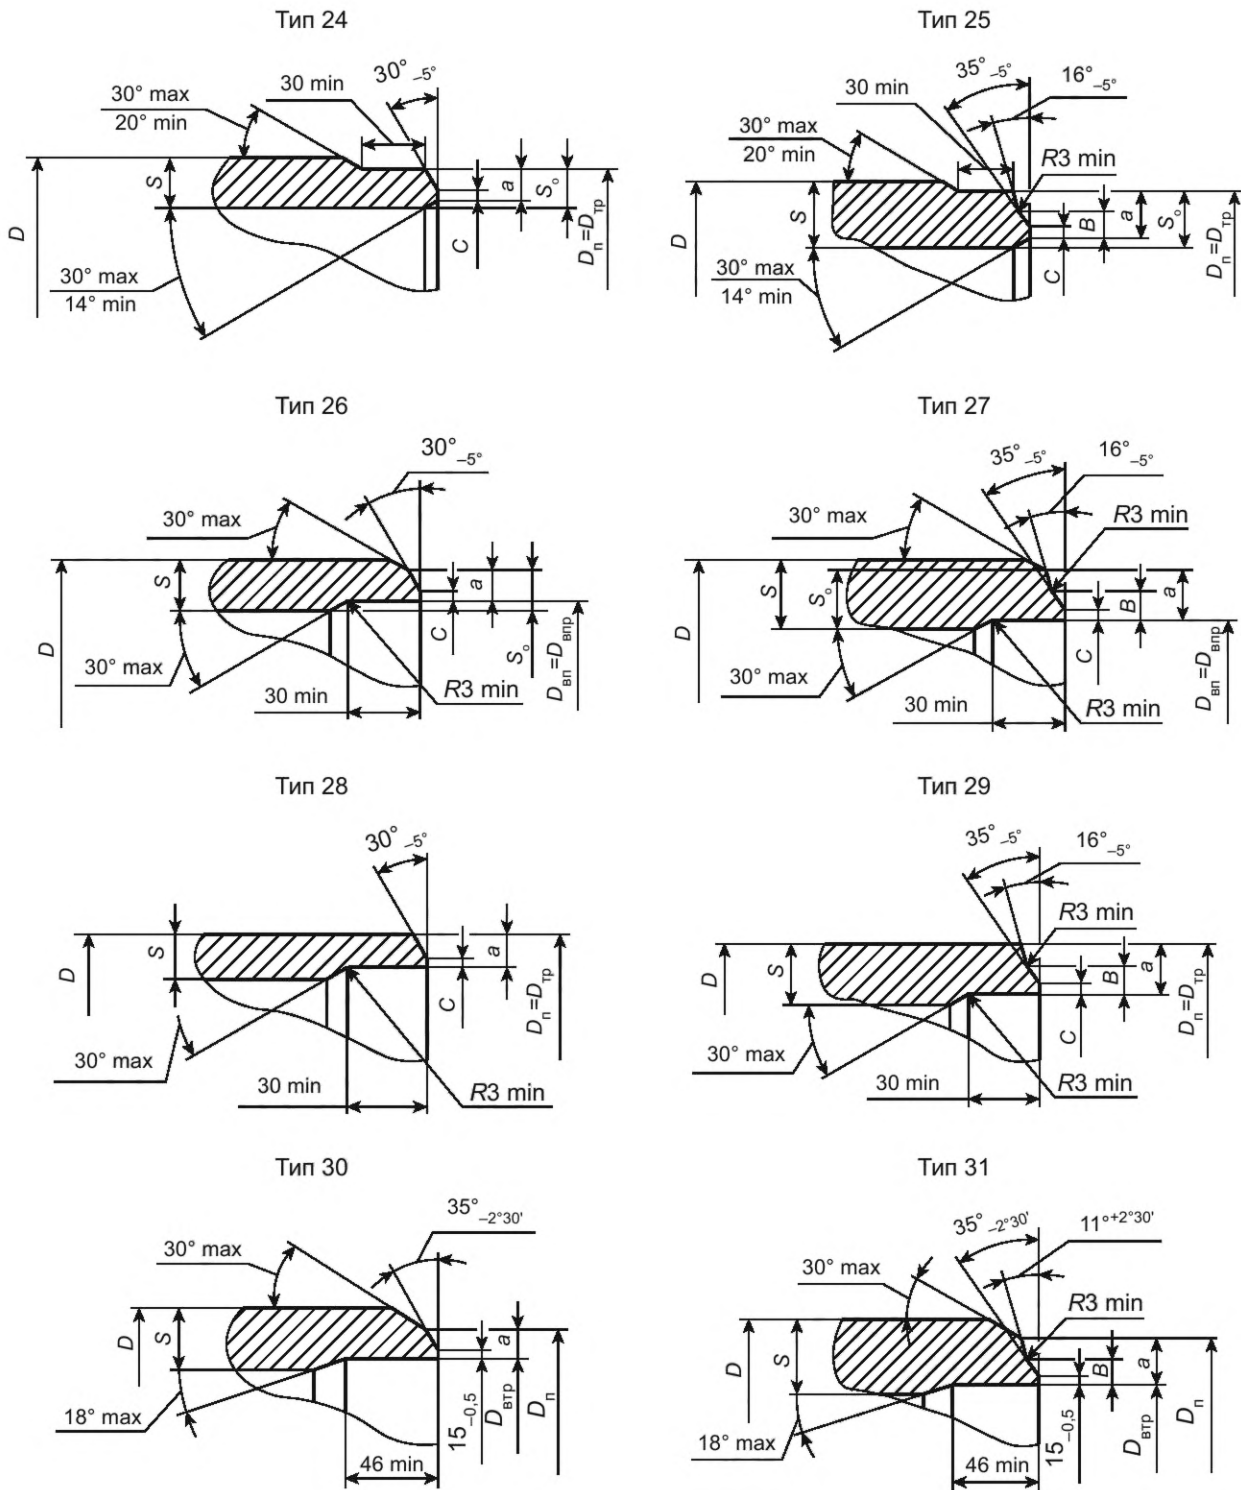 Тип 24
30° max
20° min
30 min
30° –5°
D
S
a
Sо
C
Dп =Dтр
30° max
14° min
Тип 25
35° –5°
16° –5°
30 min
30° max
20° min
R3 min
D
S
B
a
Sо
C
Dп =Dтр
30° max
14° min
Тип 26
30° –5°
30° max
D
S
a
C
Sо
Dвп =Dвпр
30° max
30 min
R3 min
Тип 27
35° –5°
16° –5°
30° max
R3 min
D
S
Sо
B
a
C
Dвп =Dвпр
30° max
30 min
R3 min
Тип 28
30° –5°
D
S
a
C
Dп =Dтр
30° max
30 min
R3 min
Тип 29
35° –5°
16° –5°
R3 min
D
S
B
a
C
Dп =Dтр
30° max
30 min
R3 min
Тип 30
35° –2°30'
30° max
D
S
a
15–0,5
Dвтр
Dп
18° max
46 min
Тип 31
35° –2°30'
11°+2°30'
30° max
R3 min
D
S
B
a
15–0,5
Dвтр
Dп
18° max
46 min